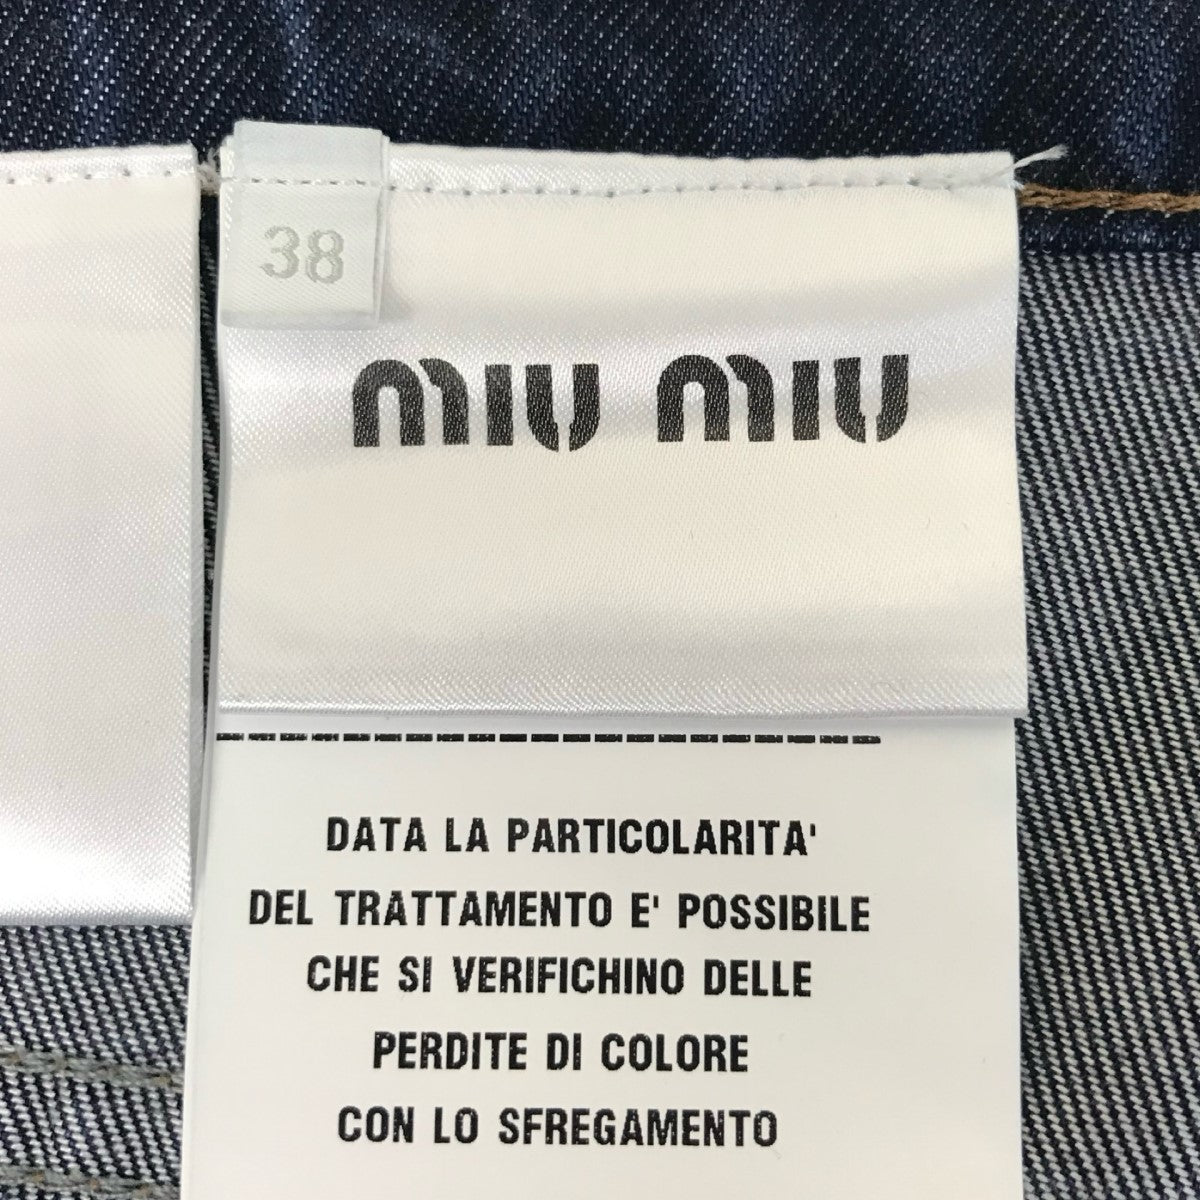 38
MIU MIU
DATA LA PARTICOLARITA'
DEL TRATTAMENTO E' POSSIBILE
CHE SI VERIFICHINO DELLE
PERDITE DI COLORE
CON LO SFREGAMENTO